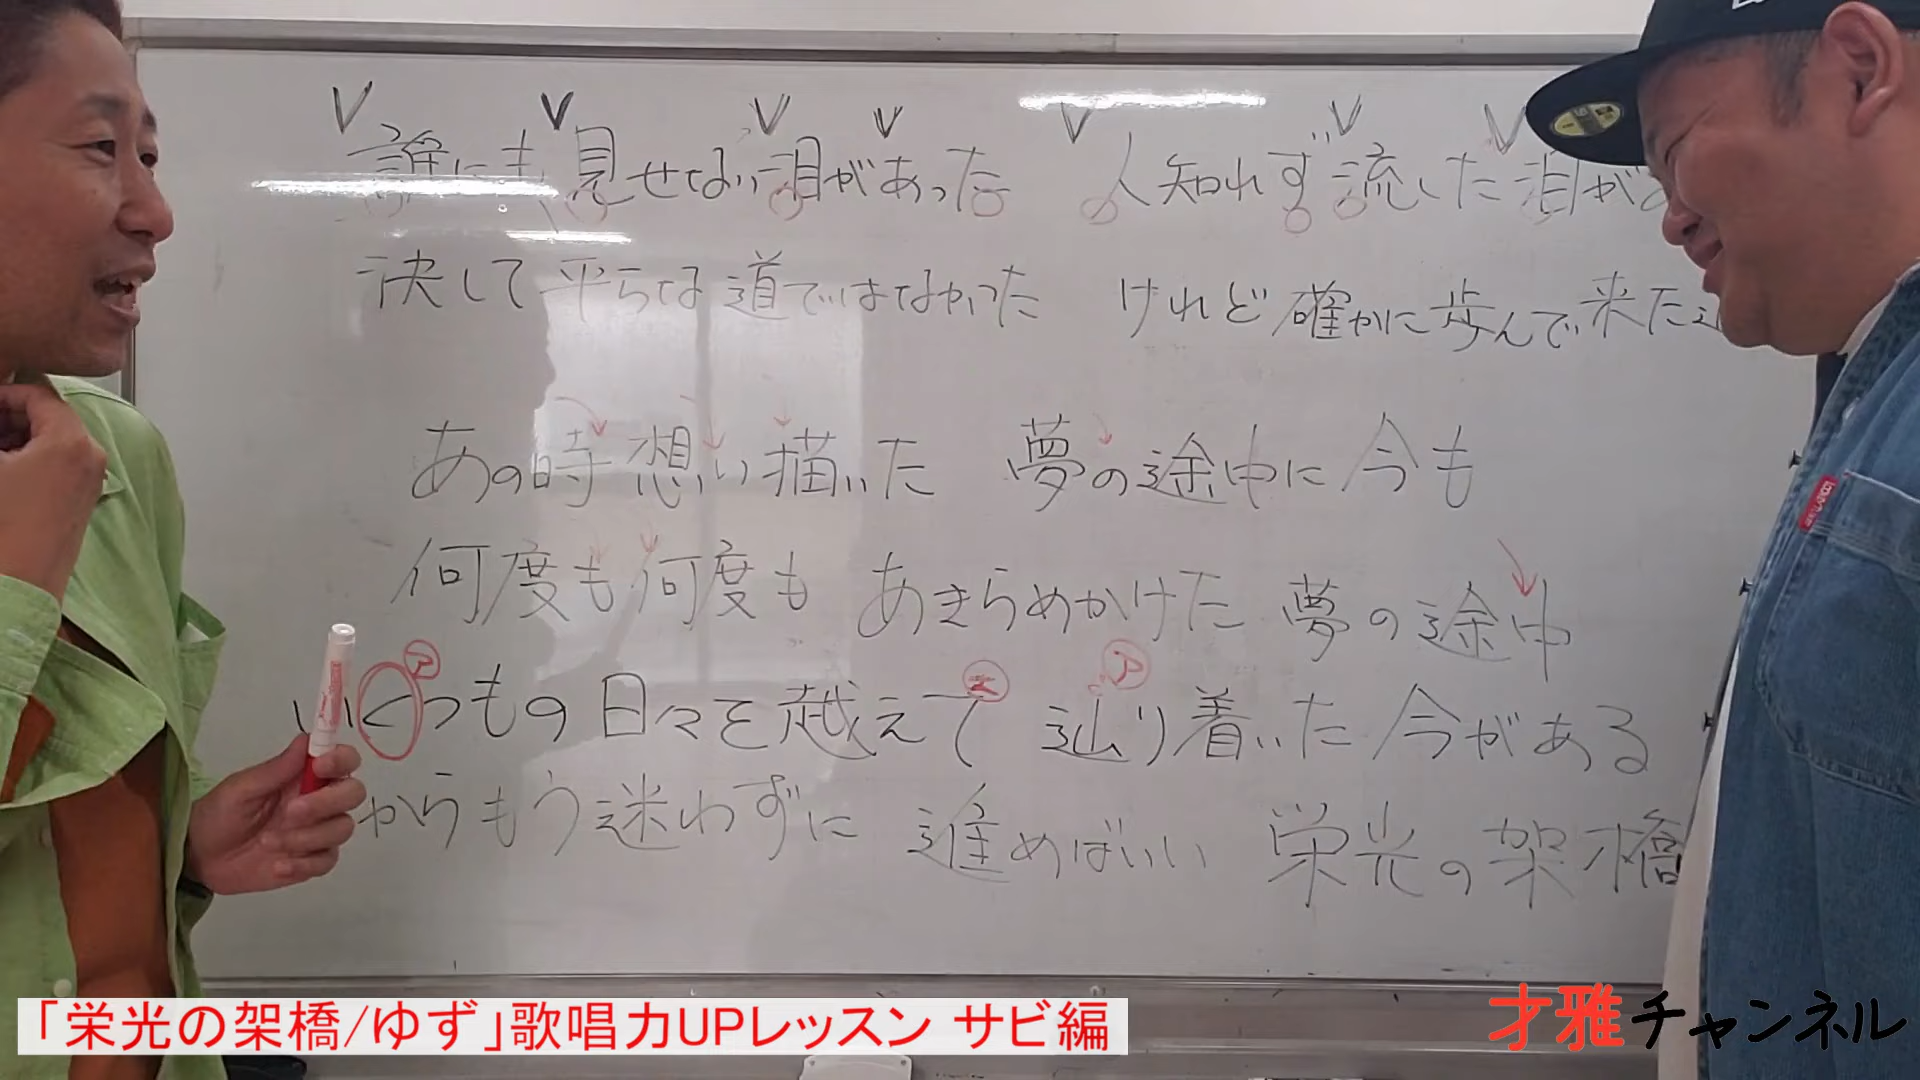 V V V V V V V
誰にも見せない泪があった 人知れず流した泪が
決して平らな道ではなかった けれど確かに歩んで来た
あの時想い描いた 夢の途中に今も
何度も何度も あきらめかけた 夢の途中
ア エ ア
いくつもの日々を越えて 辿り着いた今がある
からもう迷わずに 進めばいい 栄光の架橋
「栄光の架橋/ゆず」歌唱力UPレッスン サビ編
才雅チャンネル